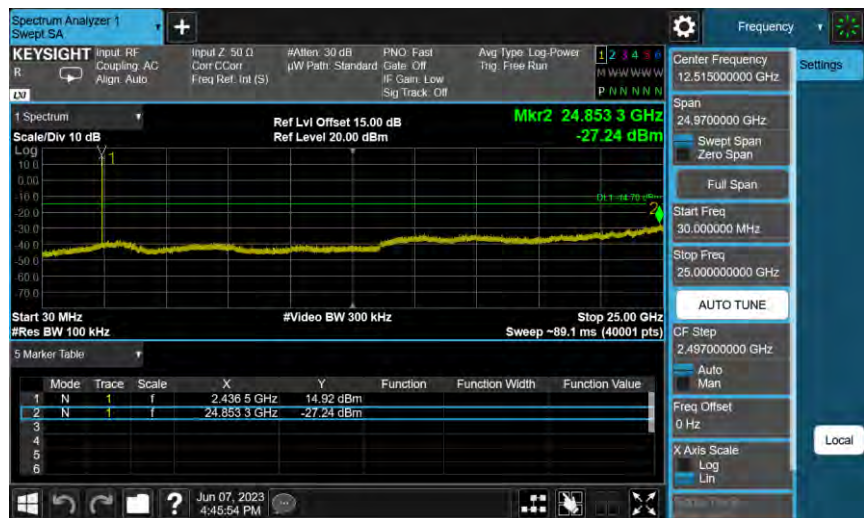 Spectrum Analyzer 1
Swept SA
+
Frequency
KEYSIGHT
R
LXI
Input: RF
Coupling: AC
Align: Auto
Input Z: 50 Ω
Corr CCorr
Freq Ref: Int (S)
#Atten: 30 dB
µW Path: Standard
PNO: Fast
Gate: Off
IF Gain: Low
Sig Track: Off
Avg Type: Log-Power
Trig: Free Run
1 2 3 4 5 6
M W W W W W
P N N N N N
1 Spectrum
Scale/Div 10 dB
Ref Lvl Offset 15.00 dB
Ref Level 20.00 dBm
Mkr2 24.853 3 GHz
-27.24 dBm
Log
10.0
0.00
-10.0
-20.0
-30.0
-40.0
-50.0
-60.0
-70.0
1
2
DL1 -14.70 dBm
Start 30 MHz
#Res BW 100 kHz
#Video BW 300 kHz
Stop 25.00 GHz
Sweep ~89.1 ms (40001 pts)
5 Marker Table
Mode Trace Scale X Y Function Function Width Function Value
1 N 1 f 2.436 5 GHz 14.92 dBm
2 N 1 f 24.853 3 GHz -27.24 dBm
3
4
5
6
Jun 07, 2023
4:45:54 PM
?
Center Frequency
12.515000000 GHz
Span
24.9700000 GHz
Swept Span
Zero Span
Full Span
Start Freq
30.000000 MHz
Stop Freq
25.000000000 GHz
AUTO TUNE
CF Step
2.497000000 GHz
Auto
Man
Freq Offset
0 Hz
X Axis Scale
Log
Lin
Settings
Local